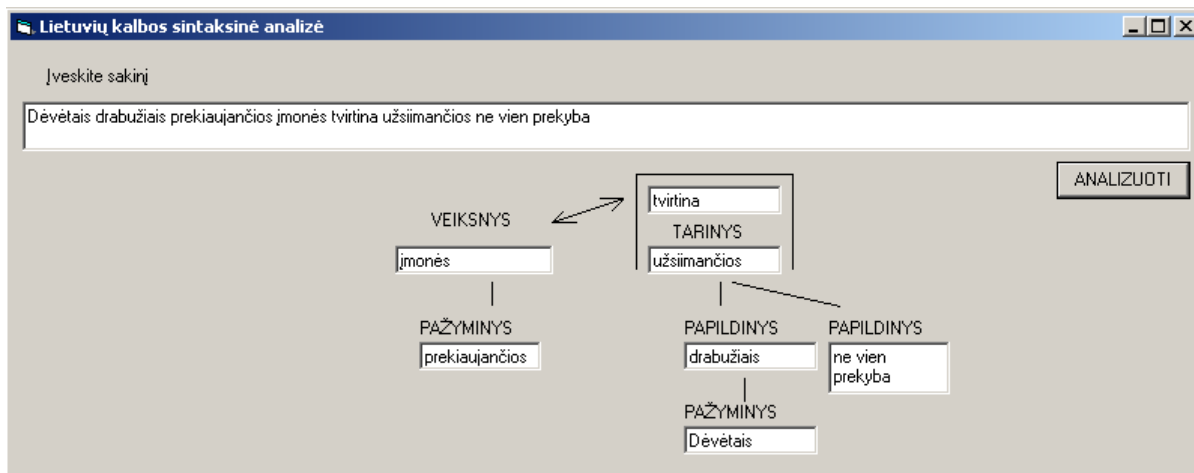 Lietuvių kalbos sintaksinė analizė
Įveskite sakinį
Dėvėtais drabužiais prekiaujančios įmonės tvirtina užsiimančios ne vien prekyba
ANALIZUOTI
tvirtina
VEIKSNYS
TARINYS
įmonės
užsiimančios
PAŽYMINYS
PAPILDINYS
PAPILDINYS
prekiaujančios
drabužiais
ne vien
prekyba
PAŽYMINYS
Dėvėtais